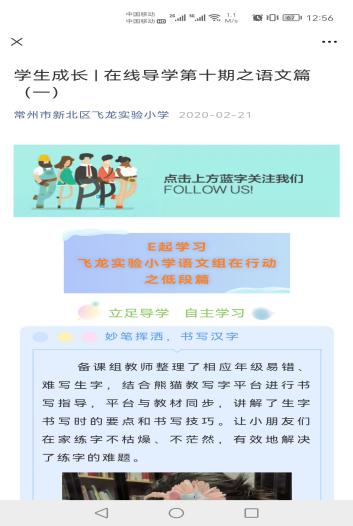 中国移动
中国移动 HD
1.1
M/s
12:56
学生成长 | 在线导学第十期之语文篇
（一）
常州市新北区飞龙实验小学 2020-02-21
点击上方蓝字关注我们
FOLLOW US!
E起学习
飞龙实验小学语文组在行动
之低段篇
立足导学 自主学习
妙笔挥洒，书写汉字
备课组教师整理了相应年级易错、
难写生字，结合熊猫教写字平台进行书
写指导，平台与教材同步，讲解了生字
书写时的要点和书写技巧。让小朋友们
在家练字不枯燥、不茫然，有效地解决
了练字的难题。